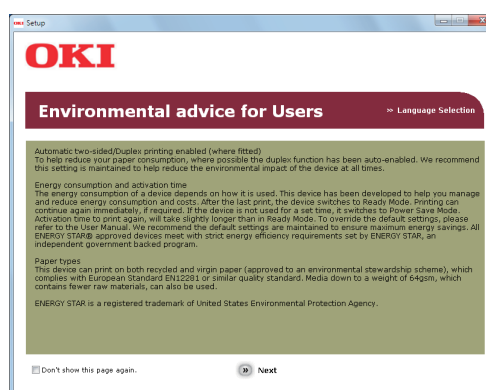 OKI Setup
OKI
Environmental advice for Users
» Language Selection
Automatic two-sided/Duplex printing enabled (where fitted)
To help reduce your paper consumption, where possible the duplex function has been auto-enabled. We recommend
this setting is maintained to help reduce the environmental impact of the device at all times.
Energy consumption and activation time
The energy consumption of a device depends on how it is used. This device has been developed to help you manage
and reduce energy consumption and costs. After the last print, the device switches to Ready Mode. Printing can
continue again immediately, if required. If the device is not used for a set time, it switches to Power Save Mode.
Activation time to print again, will take slightly longer than in Ready Mode. To override the default settings, please
refer to the User Manual. We recommend the default settings are maintained to ensure maximum energy savings. All
ENERGY STAR® approved devices meet with strict energy efficiency requirements set by ENERGY STAR, an
independent government backed program.
Paper types
This device can print on both recycled and virgin paper (approved to an environmental stewardship scheme), which
complies with European Standard EN12281 or similar quality standard. Media down to a weight of 64gsm, which
contains fewer raw materials, can also be used.
ENERGY STAR is a registered trademark of United States Environmental Protection Agency.
Don't show this page again.
» Next